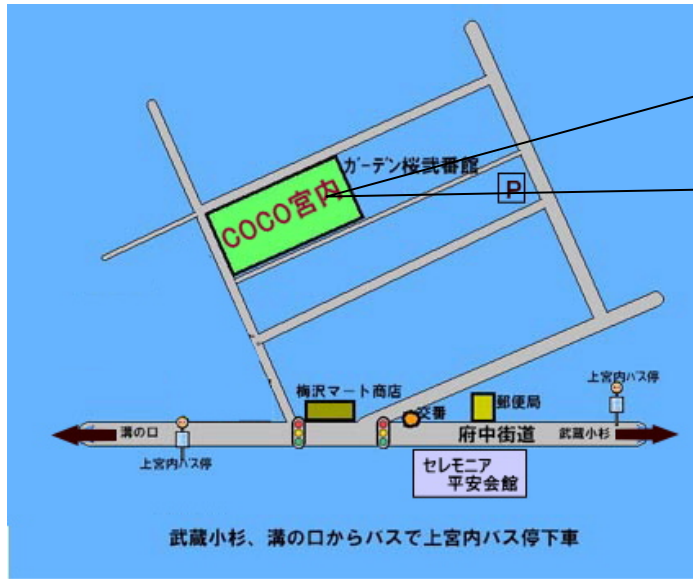 ガーデン桜弐番館
COCO宮内
P
上宮内バス停
梅沢マート商店
交番
郵便局
溝の口
府中街道
武蔵小杉
上宮内バス停
セレモニア
平安会館
武蔵小杉、溝の口からバスで上宮内バス停下車